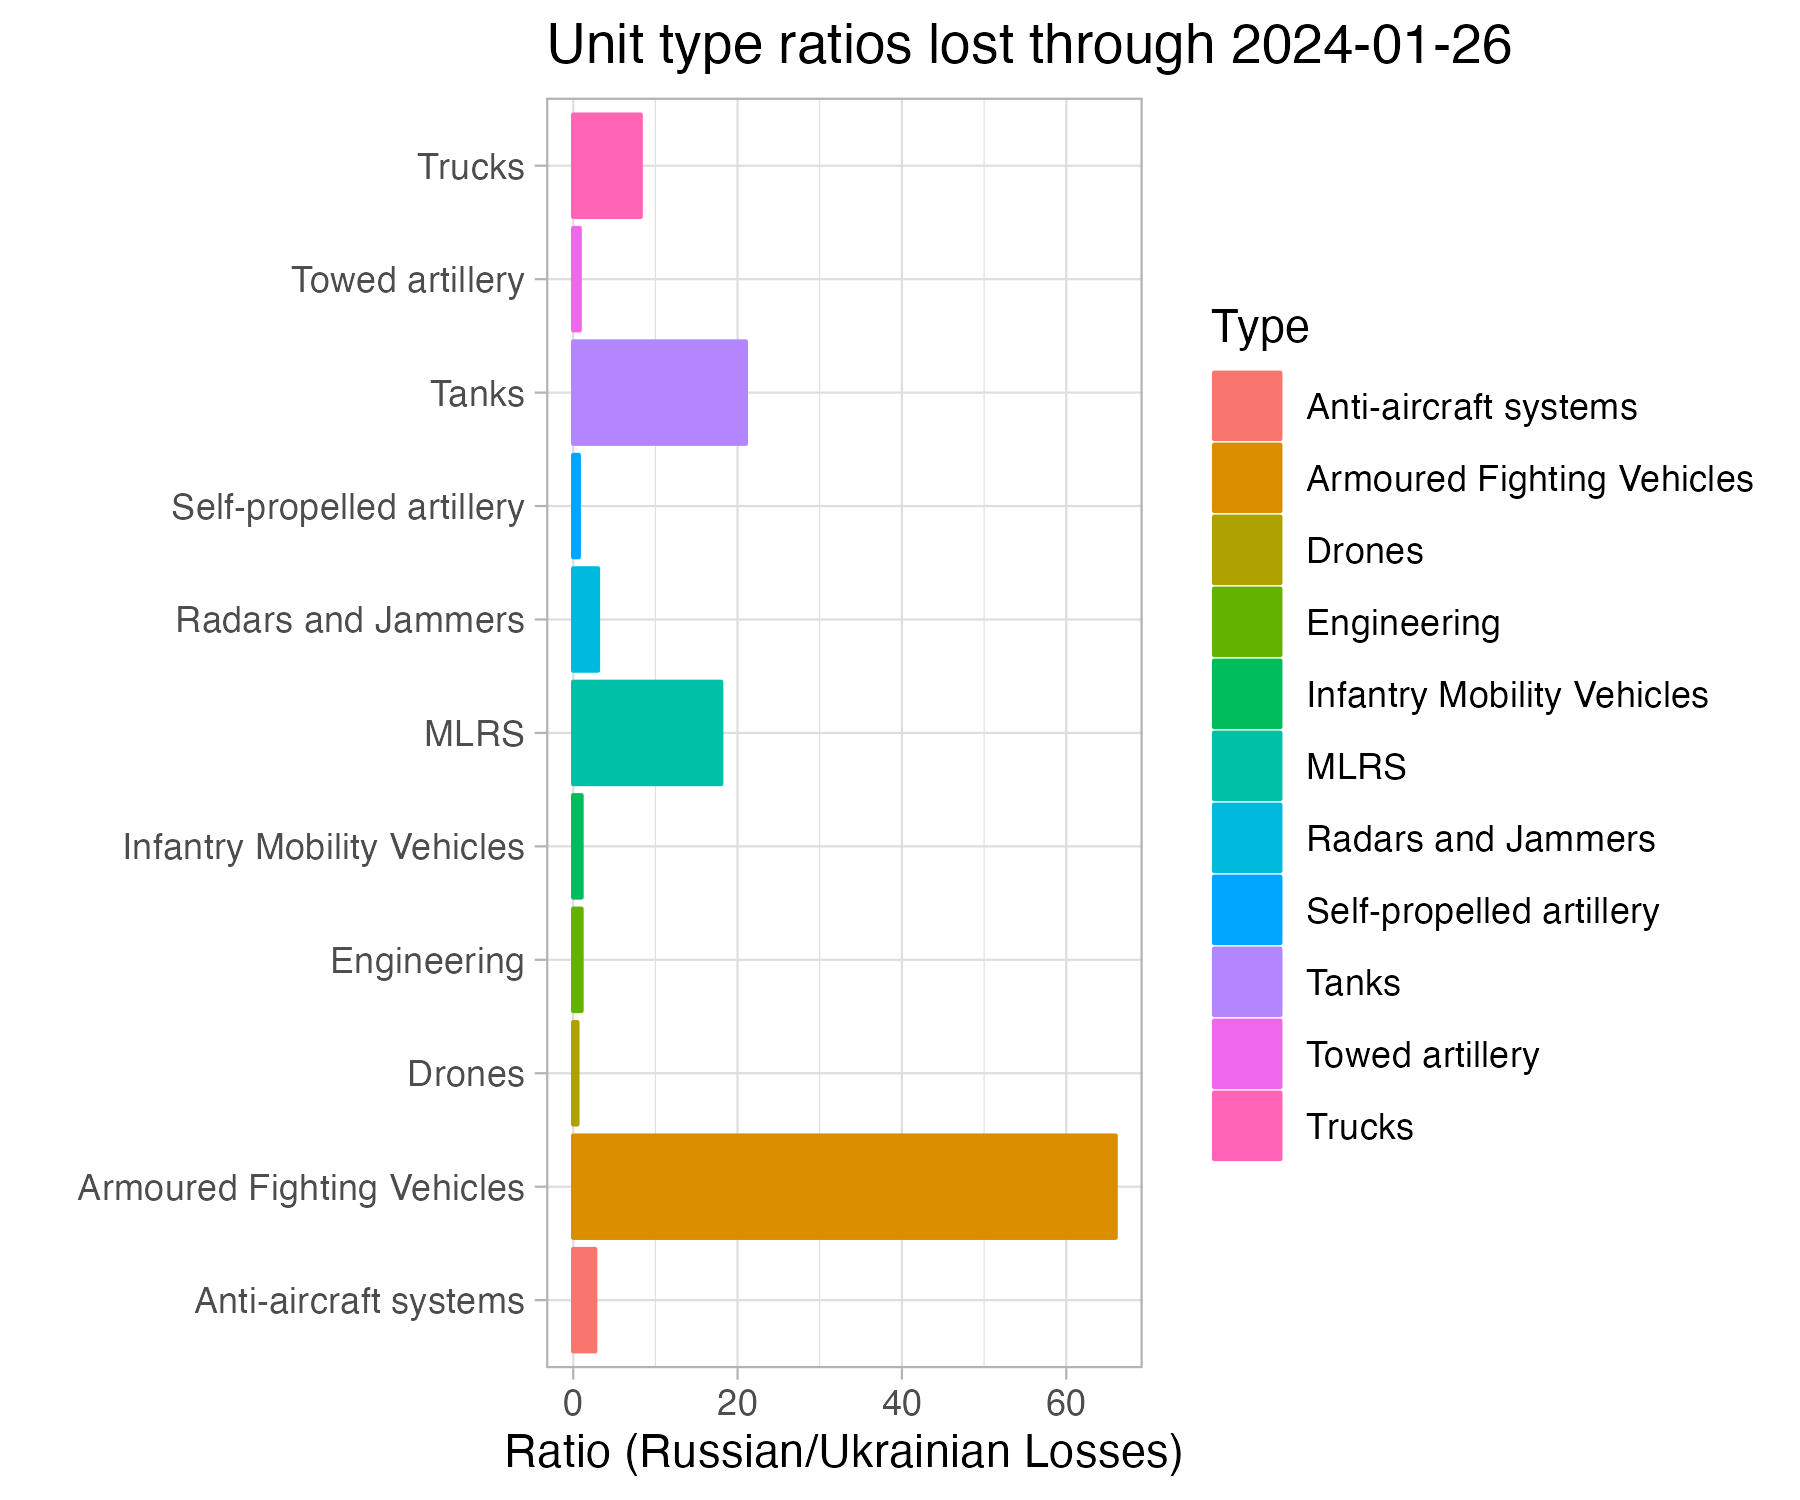 Unit type ratios lost through 2024-01-26
Trucks
Towed artillery
Tanks
Self-propelled artillery
Radars and Jammers
MLRS
Infantry Mobility Vehicles
Engineering
Drones
Armoured Fighting Vehicles
Anti-aircraft systems
0 20 40 60
Ratio (Russian/Ukrainian Losses)
Type
Anti-aircraft systems
Armoured Fighting Vehicles
Drones
Engineering
Infantry Mobility Vehicles
MLRS
Radars and Jammers
Self-propelled artillery
Tanks
Towed artillery
Trucks